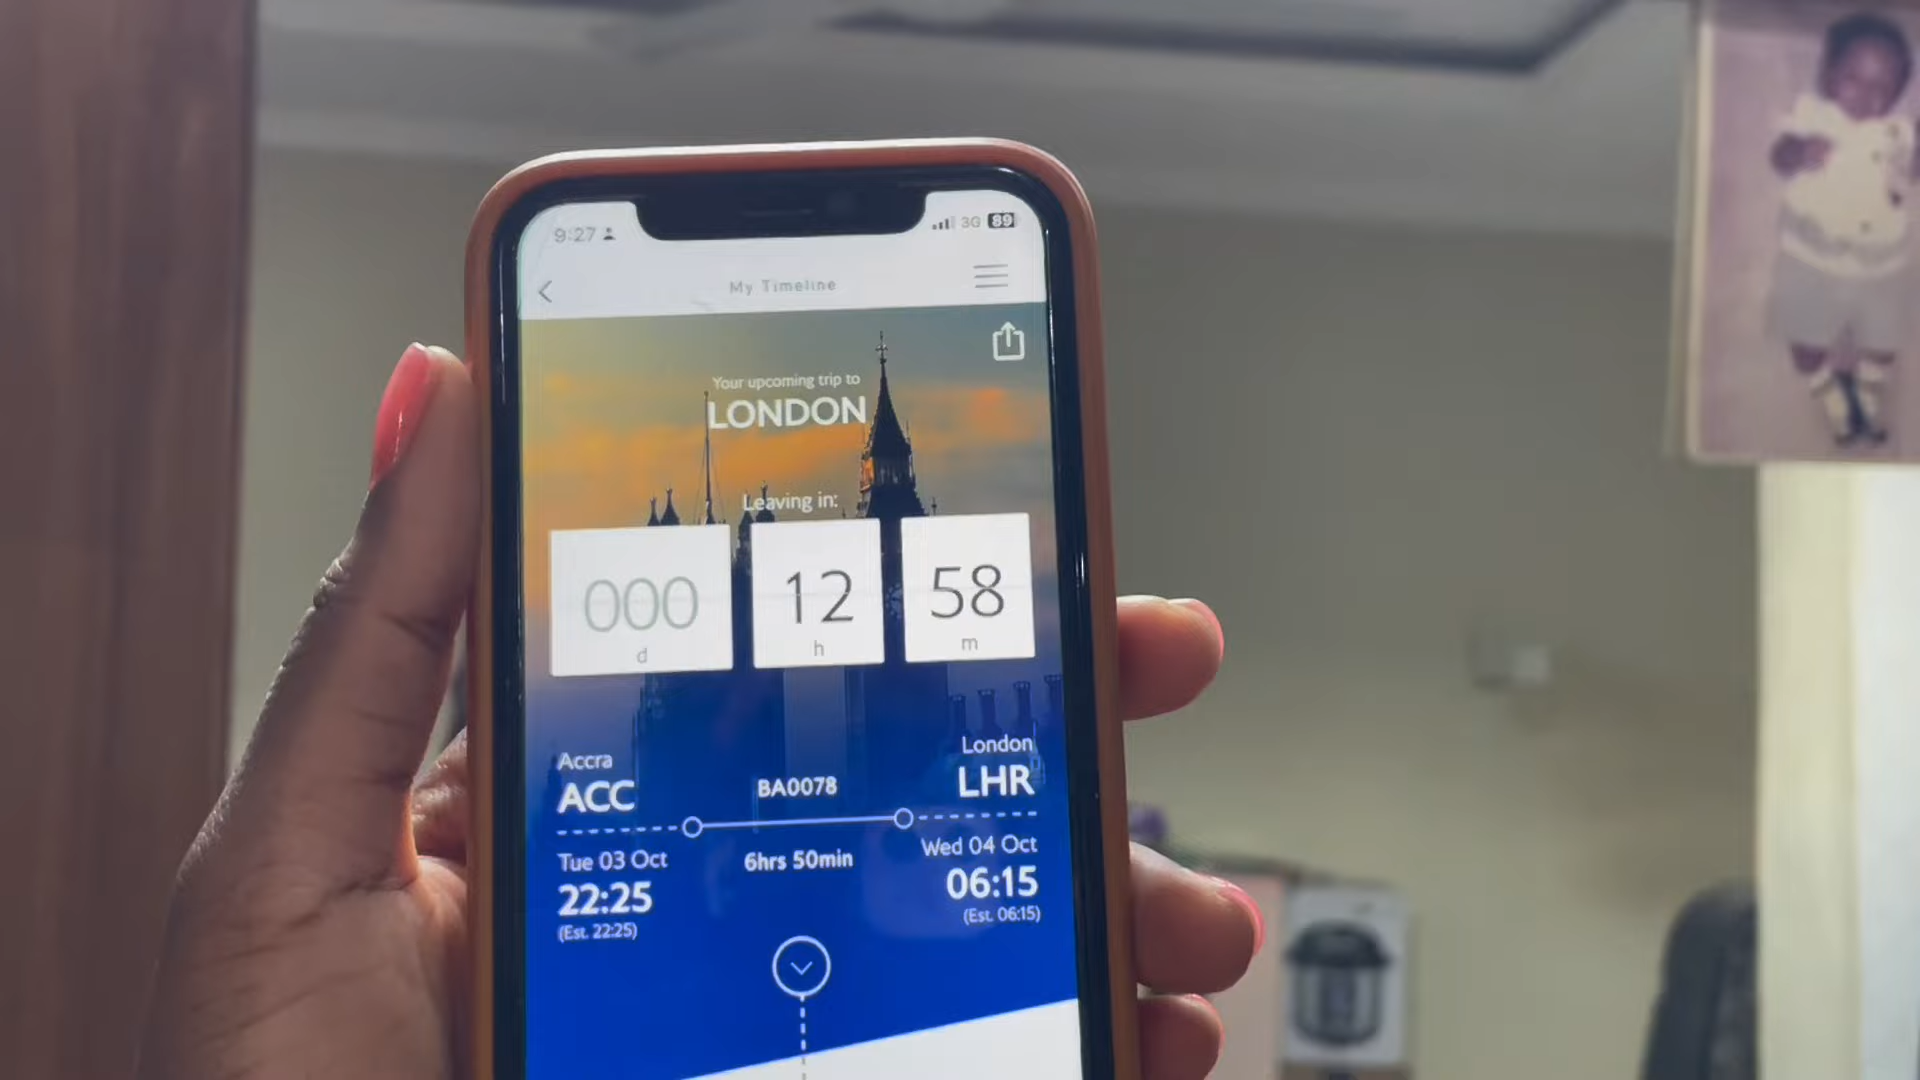 9:27
3G 89
My Timeline
Your upcoming trip to
LONDON
Leaving in:
000 12 58
d h m
Accra
ACC
BA0078
London
LHR
Tue 03 Oct
22:25
(Est. 22:25)
6hrs 50min
Wed 04 Oct
06:15
(Est. 06:15)